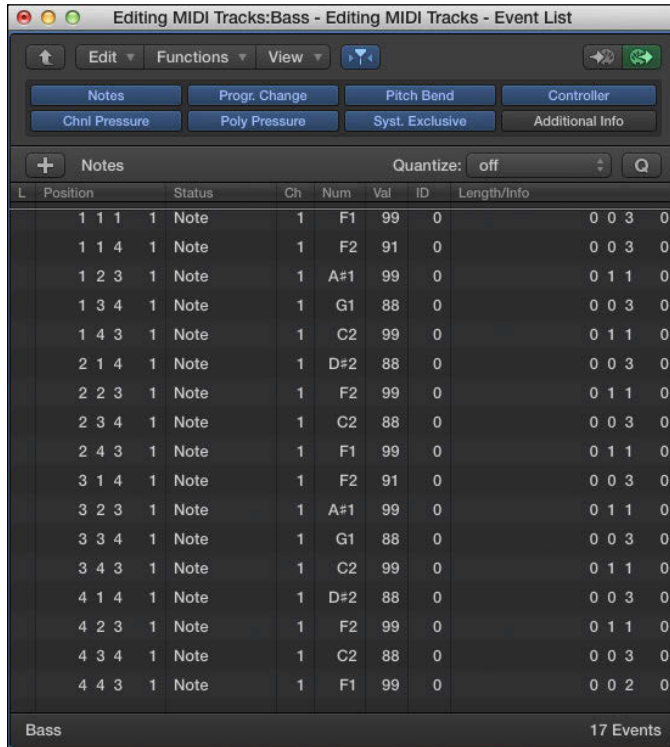 Editing MIDI Tracks:Bass - Editing MIDI Tracks - Event List
Edit Functions View
Notes Progr. Change Pitch Bend Controller
Chnl Pressure Poly Pressure Syst. Exclusive Additional Info
+ Notes Quantize: off Q
L Position Status Ch Num Val ID Length/Info
1 1 1 1 Note 1 F1 99 0 0 0 3 0
1 1 4 1 Note 1 F2 91 0 0 0 3 0
1 2 3 1 Note 1 A♯1 99 0 0 1 1 0
1 3 4 1 Note 1 G1 88 0 0 0 3 0
1 4 3 1 Note 1 C2 99 0 0 1 1 0
2 1 4 1 Note 1 D♯2 88 0 0 0 3 0
2 2 3 1 Note 1 F2 99 0 0 1 1 0
2 3 4 1 Note 1 C2 88 0 0 0 3 0
2 4 3 1 Note 1 F1 99 0 0 1 1 0
3 1 4 1 Note 1 F2 91 0 0 0 3 0
3 2 3 1 Note 1 A♯1 99 0 0 1 1 0
3 3 4 1 Note 1 G1 88 0 0 0 3 0
3 4 3 1 Note 1 C2 99 0 0 1 1 0
4 1 4 1 Note 1 D♯2 88 0 0 0 3 0
4 2 3 1 Note 1 F2 99 0 0 1 1 0
4 3 4 1 Note 1 C2 88 0 0 0 3 0
4 4 3 1 Note 1 F1 99 0 0 0 2 0
Bass 17 Events